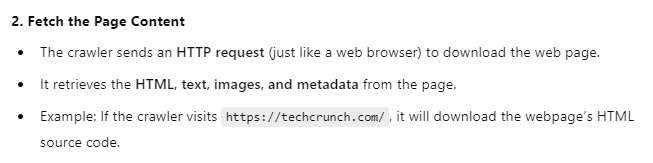 2. Fetch the Page Content
• The crawler sends an HTTP request (just like a web browser) to download the web page.
• It retrieves the HTML, text, images, and metadata from the page.
• Example: If the crawler visits https://techcrunch.com/ , it will download the webpage's HTML
source code.